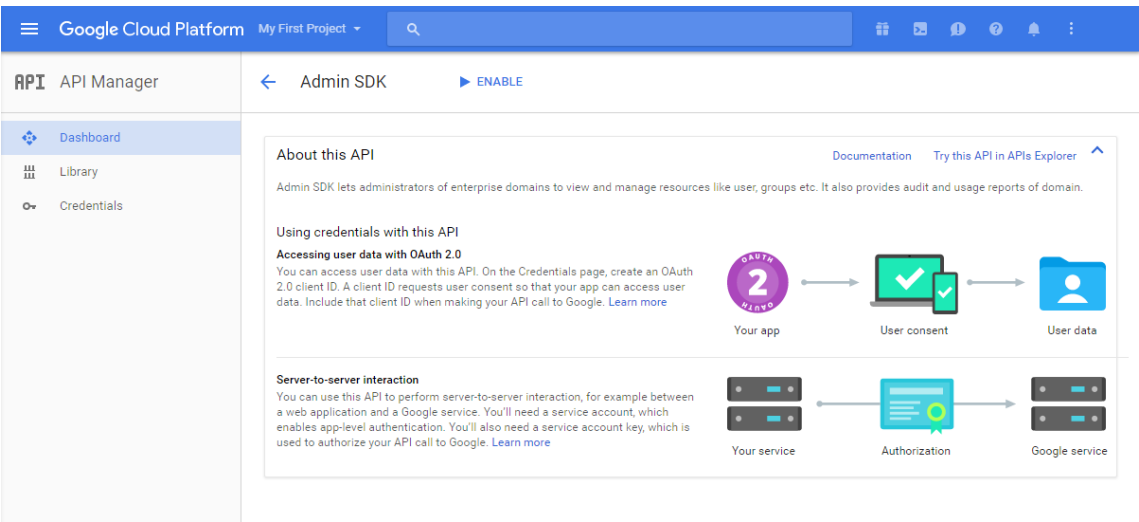 Google Cloud Platform My First Project
API API Manager
Admin SDK
ENABLE
Dashboard
Library
Credentials
About this API
Documentation Try this API in APIs Explorer
Admin SDK lets administrators of enterprise domains to view and manage resources like user, groups etc. It also provides audit and usage reports of domain.
Using credentials with this API
Accessing user data with OAuth 2.0
You can access user data with this API. On the Credentials page, create an OAuth
2.0 client ID. A client ID requests user consent so that your app can access user
data. Include that client ID when making your API call to Google. Learn more
OAUTH
2
OAUTH
Your app
User consent
User data
Server-to-server interaction
You can use this API to perform server-to-server interaction, for example between
a web application and a Google service. You'll need a service account, which
enables app-level authentication. You'll also need a service account key, which is
used to authorize your API call to Google. Learn more
Your service
Authorization
Google service